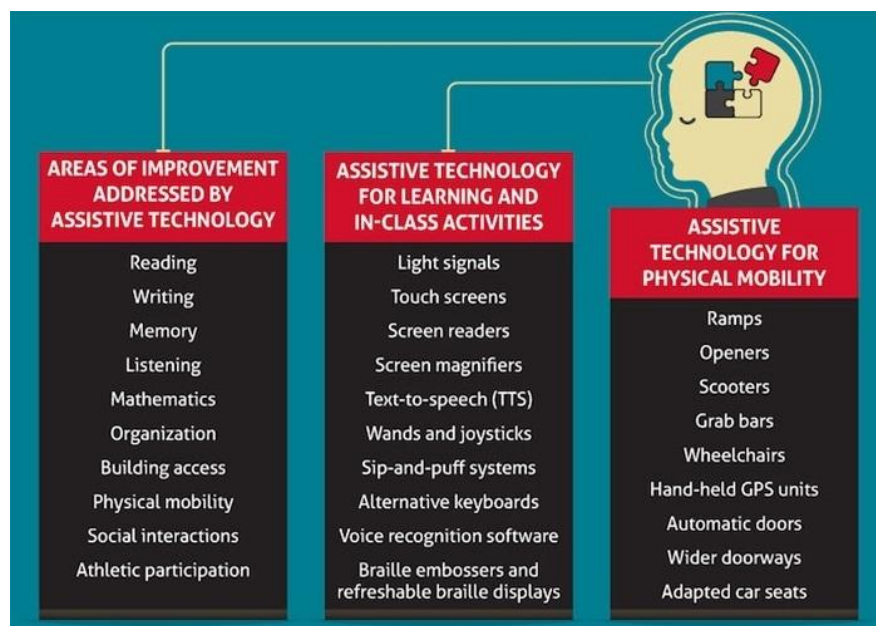 AREAS OF IMPROVEMENT
ADDRESSED BY
ASSISTIVE TECHNOLOGY
Reading
Writing
Memory
Listening
Mathematics
Organization
Building access
Physical mobility
Social interactions
Athletic participation
ASSISTIVE TECHNOLOGY
FOR LEARNING AND
IN-CLASS ACTIVITIES
Light signals
Touch screens
Screen readers
Screen magnifiers
Text-to-speech (TTS)
Wands and joysticks
Sip-and-puff systems
Alternative keyboards
Voice recognition software
Braille embossers and
refreshable braille displays
ASSISTIVE
TECHNOLOGY FOR
PHYSICAL MOBILITY
Ramps
Openers
Scooters
Grab bars
Wheelchairs
Hand-held GPS units
Automatic doors
Wider doorways
Adapted car seats